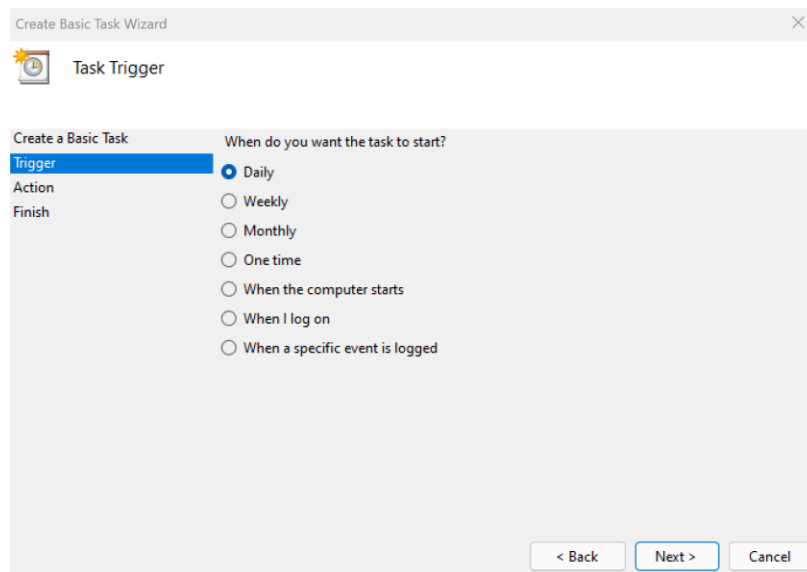 Create Basic Task Wizard
Task Trigger
Create a Basic Task
Trigger
Action
Finish
When do you want the task to start?
Daily
Weekly
Monthly
One time
When the computer starts
When I log on
When a specific event is logged
< Back
Next >
Cancel